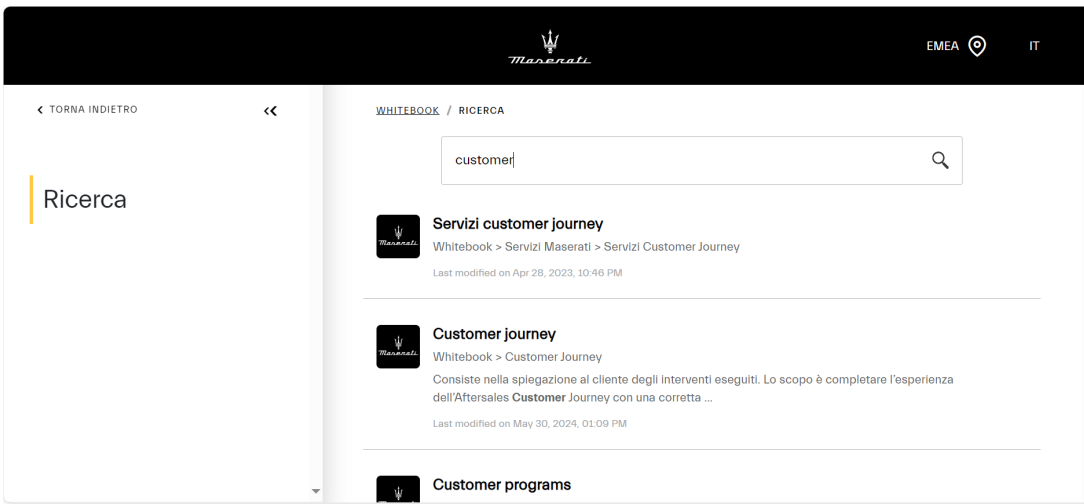 Maserati
EMEA
IT
TORNA INDIETRO
WHITEBOOK / RICERCA
customer
Ricerca
Maserati
Servizi customer journey
Whitebook > Servizi Maserati > Servizi Customer Journey
Last modified on Apr 28, 2023, 10:46 PM
Maserati
Customer journey
Whitebook > Customer Journey
Consiste nella spiegazione al cliente degli interventi eseguiti. Lo scopo è completare l'esperienza
dell'Aftersales Customer Journey con una corretta ...
Last modified on May 30, 2024, 01:09 PM
Customer programs